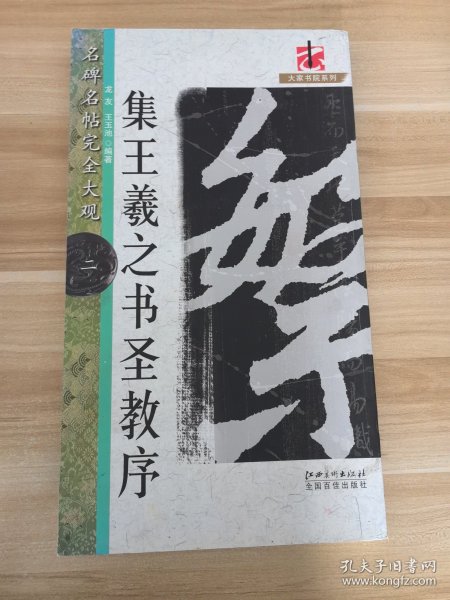 大家书院系列
名碑名帖完全大观
二
龙友 王玉池 ◎编著
集王羲之书圣教序
江西美术出版社
全国百佳出版社
孔夫子旧书网
www.kongfz.com